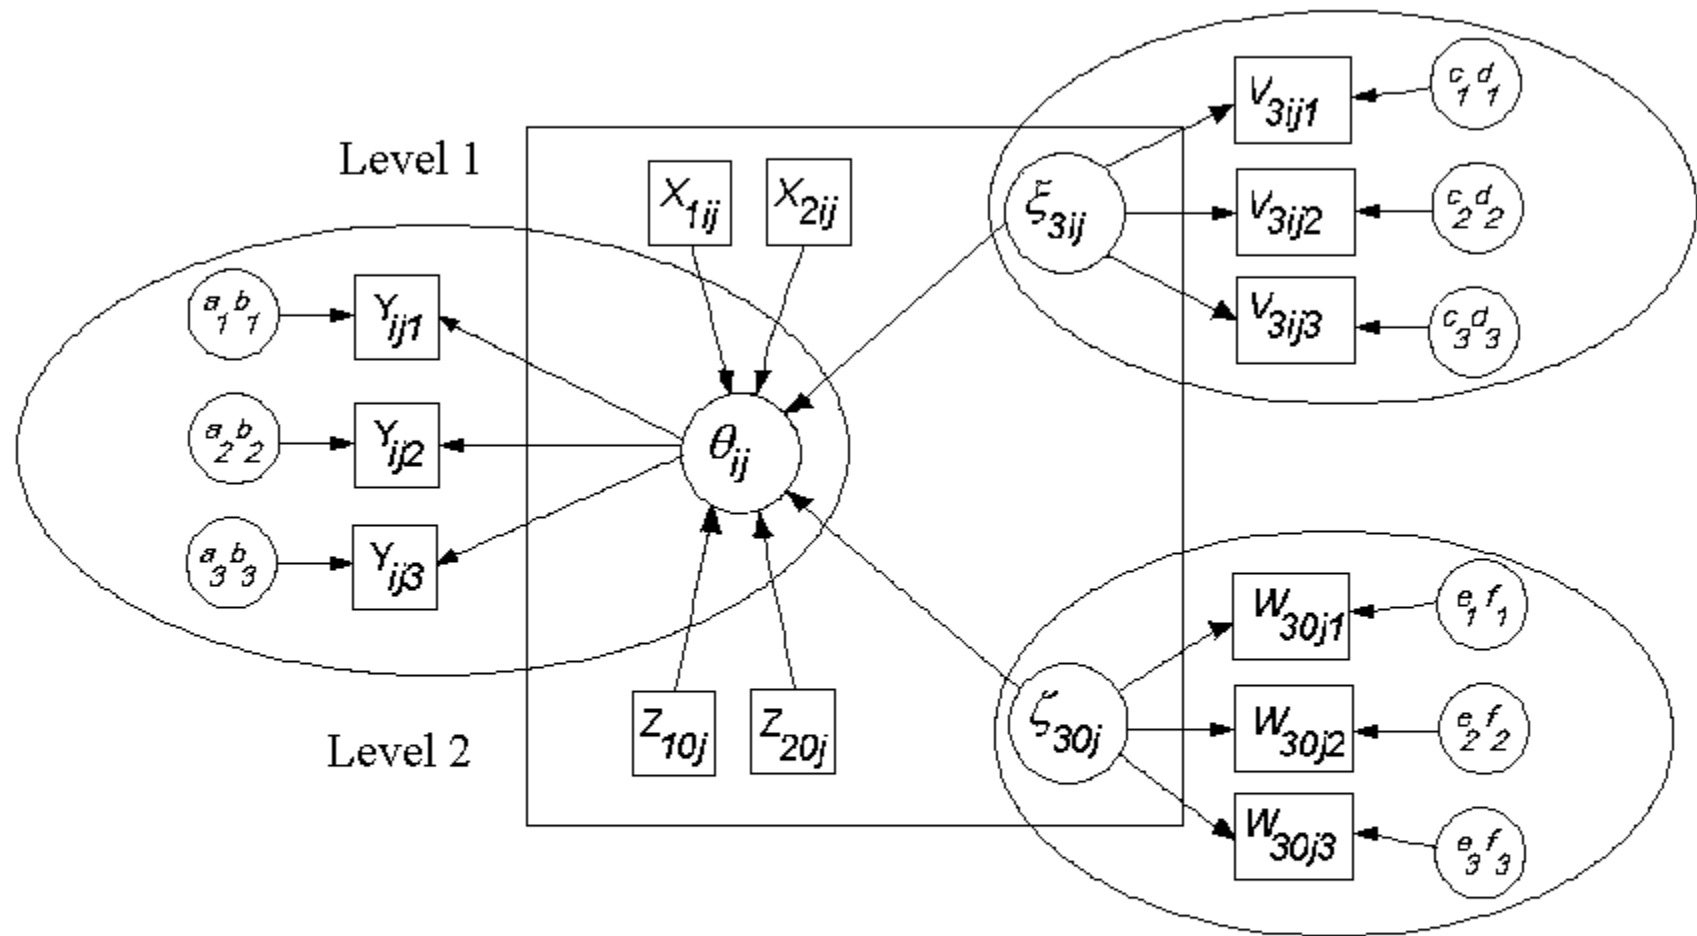 Level 1
X1ij
X2ij
ξ3ij
V3ij1
c1d1
V3ij2
c2d2
V3ij3
c3d3
a1b1
Yij1
a2b2
Yij2
a3b3
Yij3
θij
Level 2
Z10j
Z20j
ζ30j
W30j1
e1f1
W30j2
e2f2
W30j3
e3f3